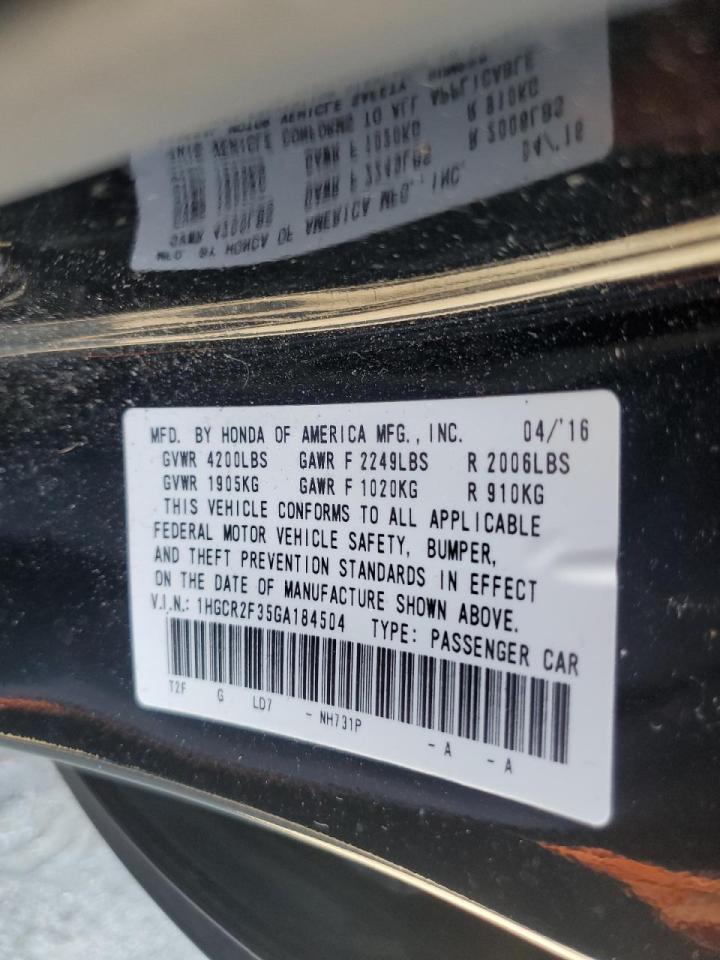 MFD. BY HONDA OF AMERICA MFG., INC. 04/'16
GVWR 4200LBS GAWR F 2249LBS R 2006LBS
GVWR 1905KG GAWR F 1020KG R 910KG
THIS VEHICLE CONFORMS TO ALL APPLICABLE
FEDERAL MOTOR VEHICLE SAFETY, BUMPER,
AND THEFT PREVENTION STANDARDS IN EFFECT
ON THE DATE OF MANUFACTURE SHOWN ABOVE.
V.I.N.: 1HGCR2F35GA184504 TYPE: PASSENGER CAR
T2F G LD7 - NH731P - A - A